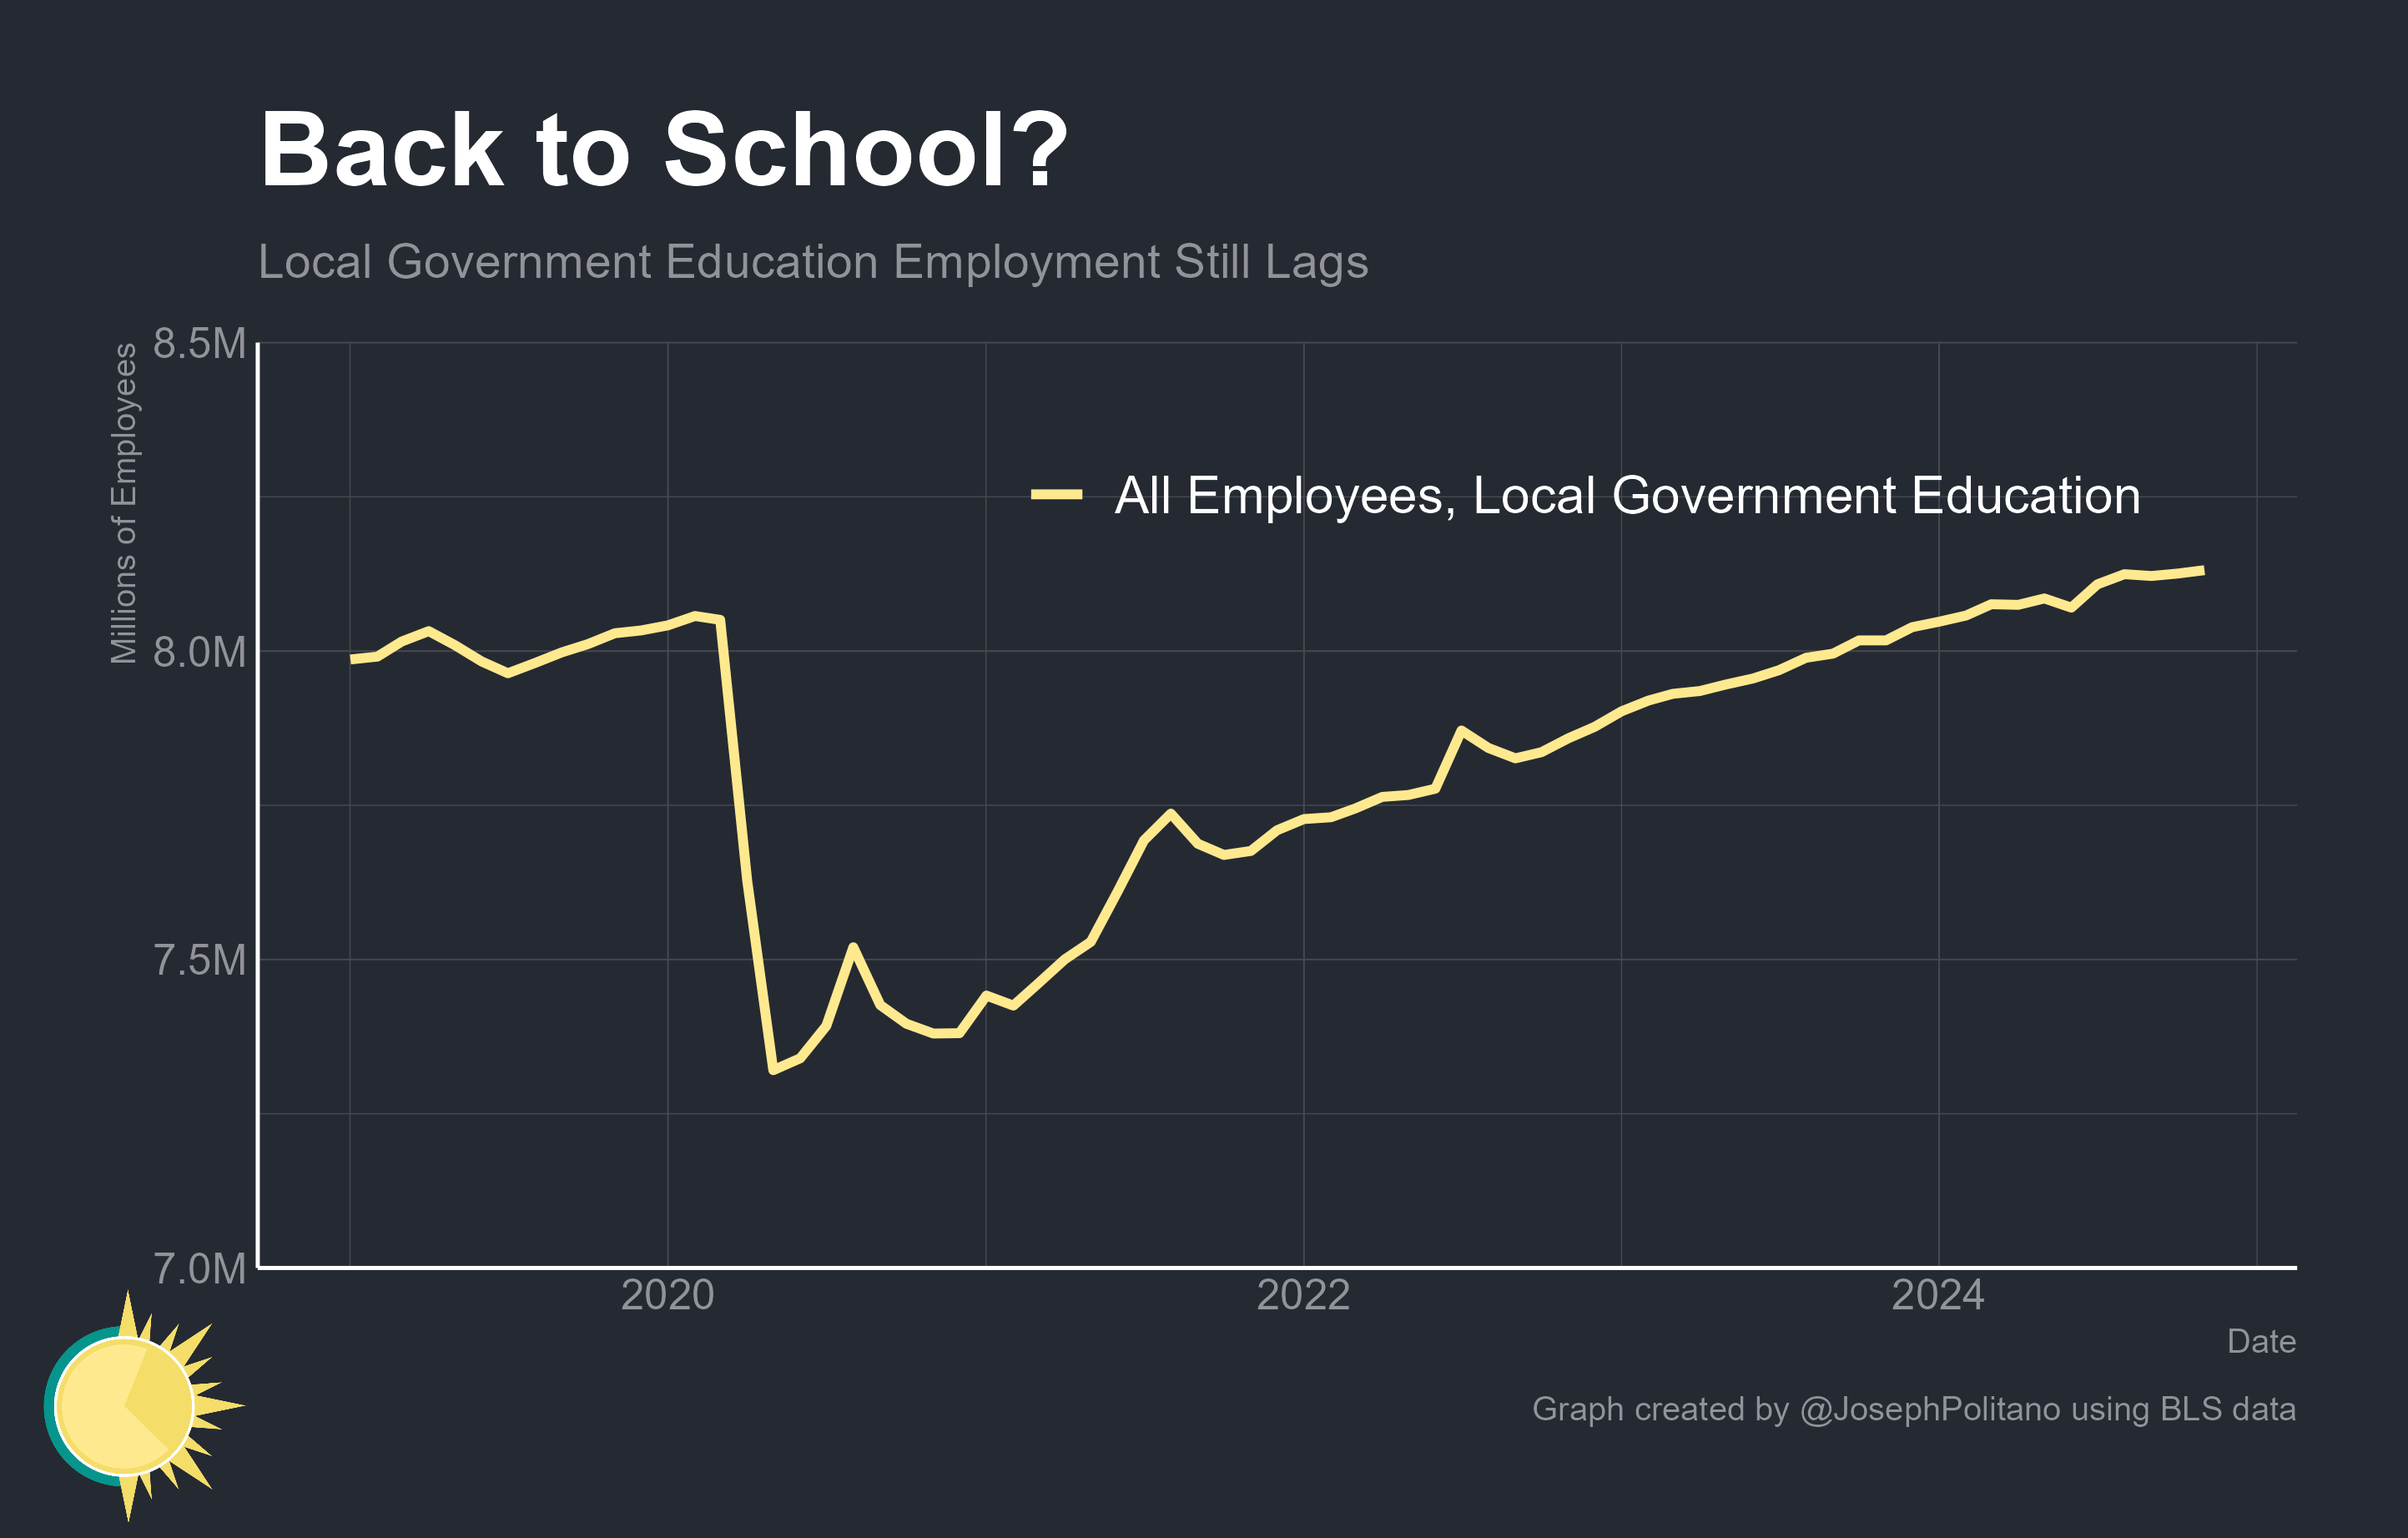 Back to School?
Local Government Education Employment Still Lags
Millions of Employees
8.5M
8.0M
7.5M
7.0M
All Employees, Local Government Education
2020
2022
2024
Date
Graph created by @JosephPolitano using BLS data